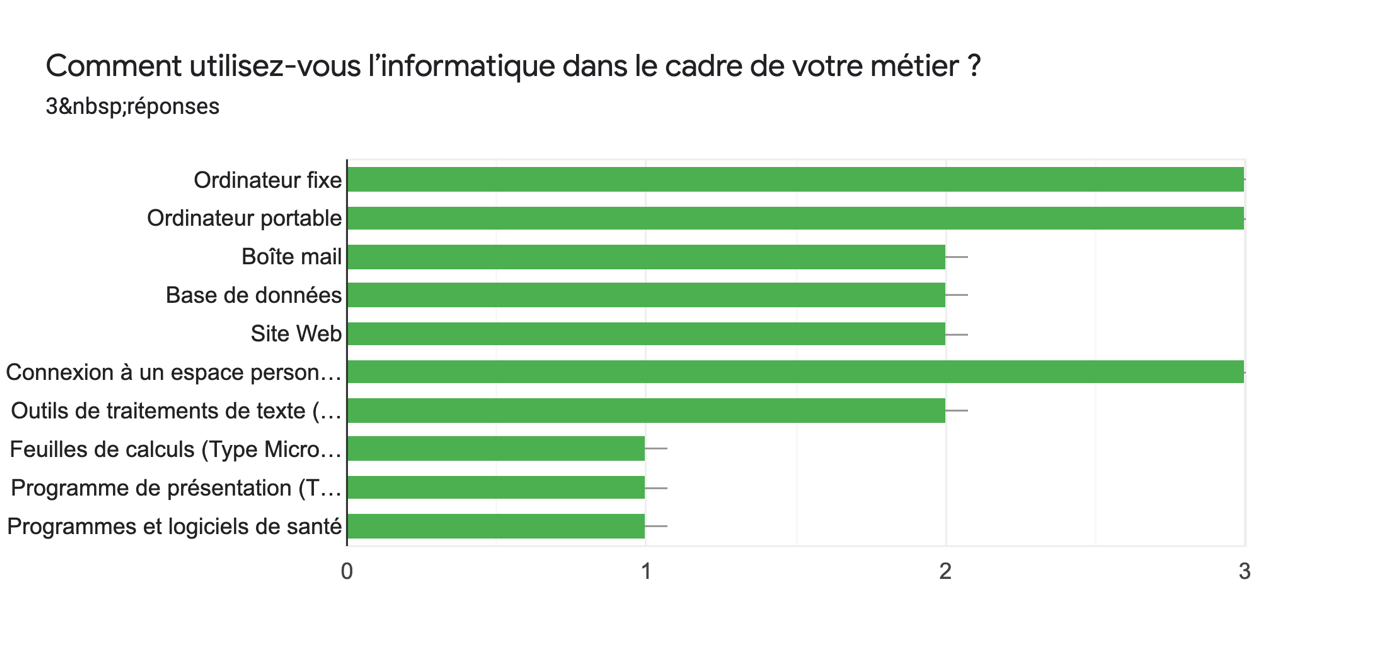 Comment utilisez-vous l’informatique dans le cadre de votre métier ?
3&nbsp;réponses
Ordinateur fixe
Ordinateur portable
Boîte mail
Base de données
Site Web
Connexion à un espace person…
Outils de traitements de texte (…
Feuilles de calculs (Type Micro…
Programme de présentation (T…
Programmes et logiciels de santé
0 1 2 3